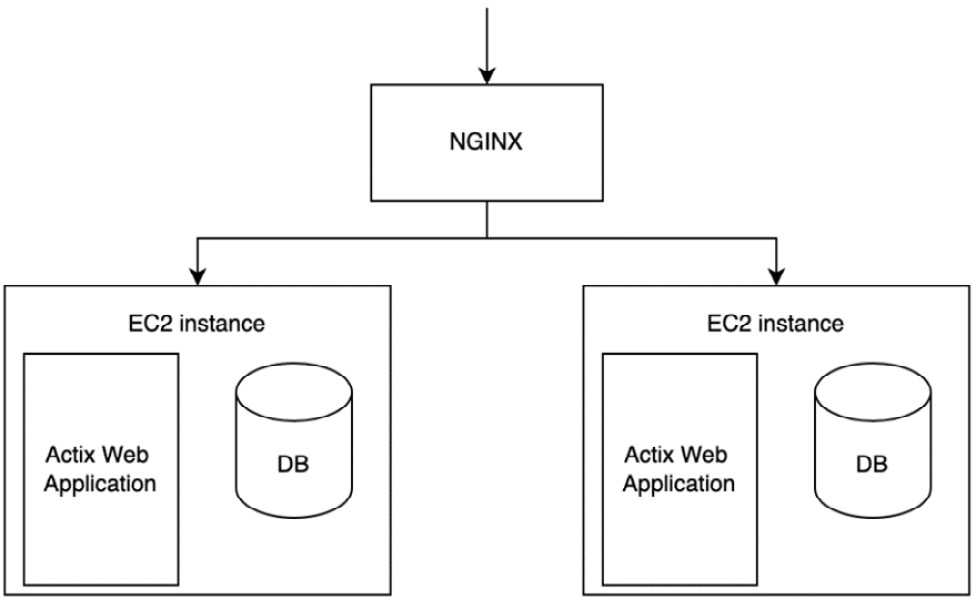 NGINX
EC2 instance
Actix Web
Application
DB
EC2 instance
Actix Web
Application
DB